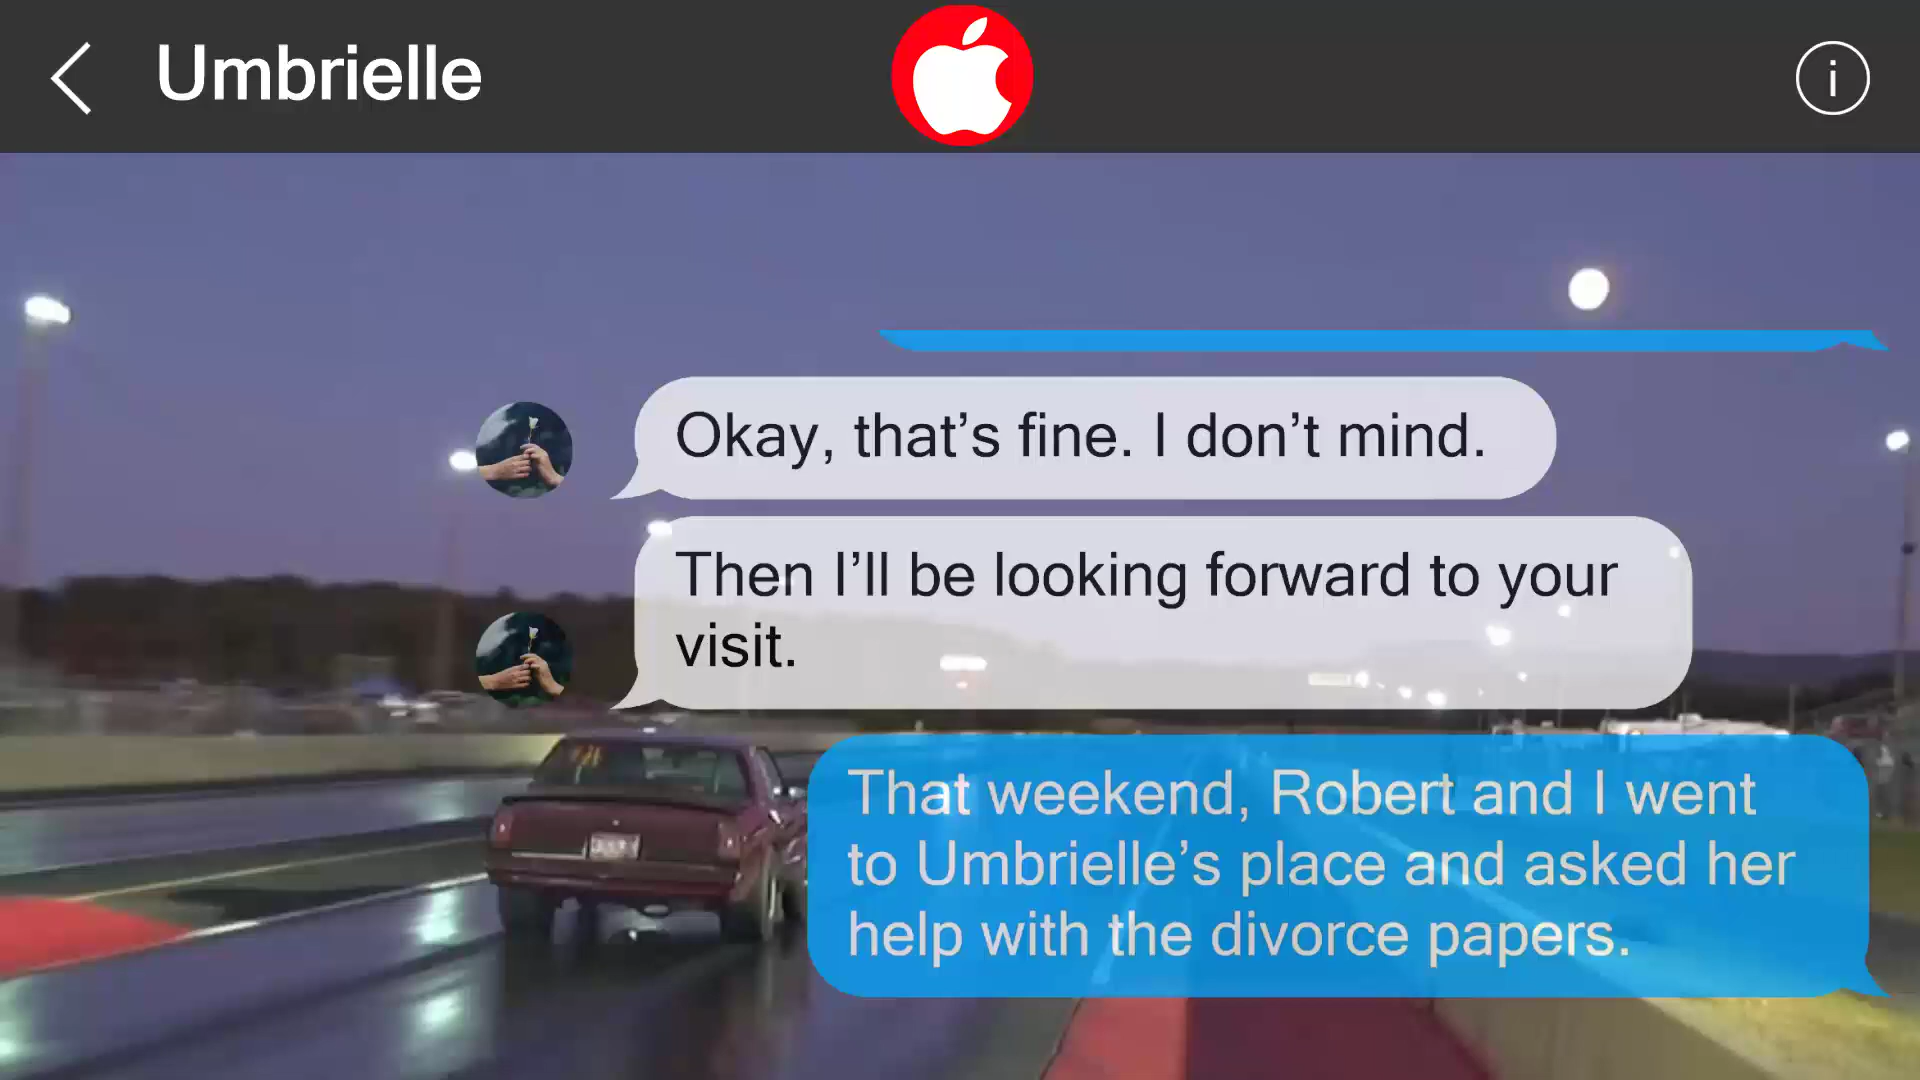 Umbrielle
i
Okay, that’s fine. I don’t mind.
Then I’ll be looking forward to your
visit.
That weekend, Robert and I went
to Umbrielle’s place and asked her
help with the divorce papers.